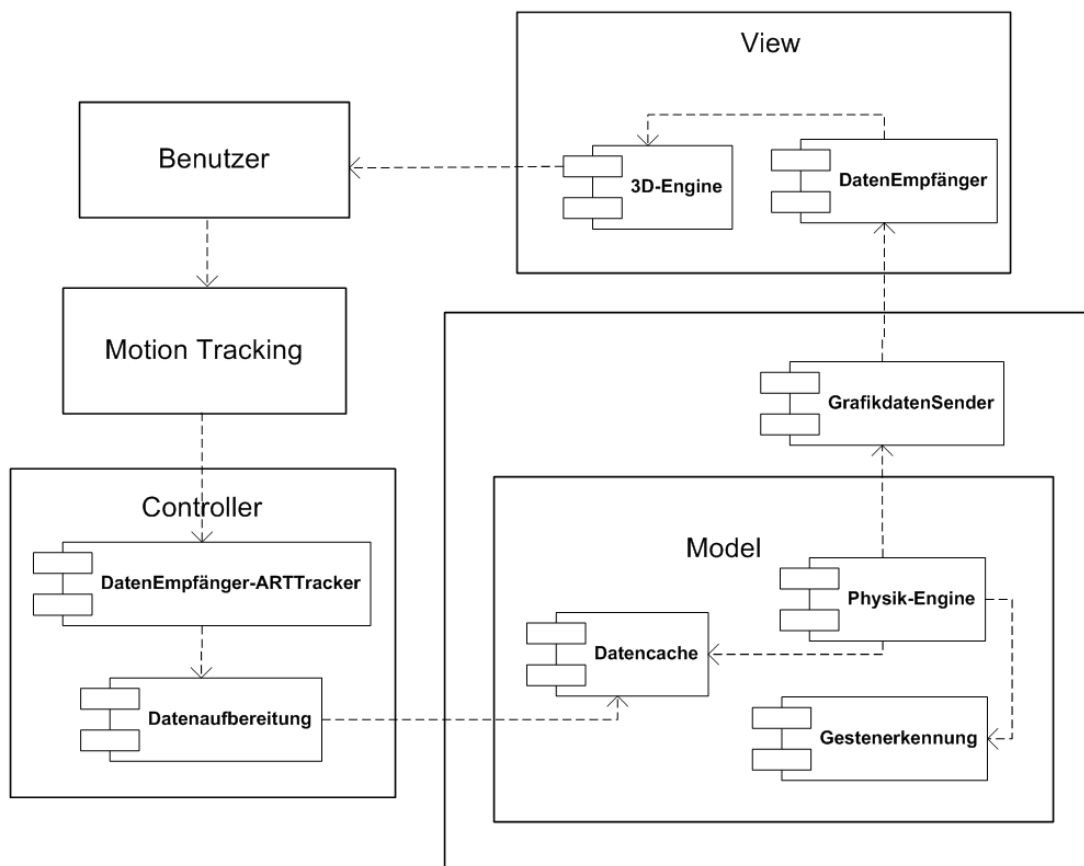 View
Benutzer
3D-Engine
DatenEmpfänger
Motion Tracking
GrafikdatenSender
Controller
DatenEmpfänger-ARTTracker
Datenaufbereitung
Model
Physik-Engine
Datencache
Gestenerkennung